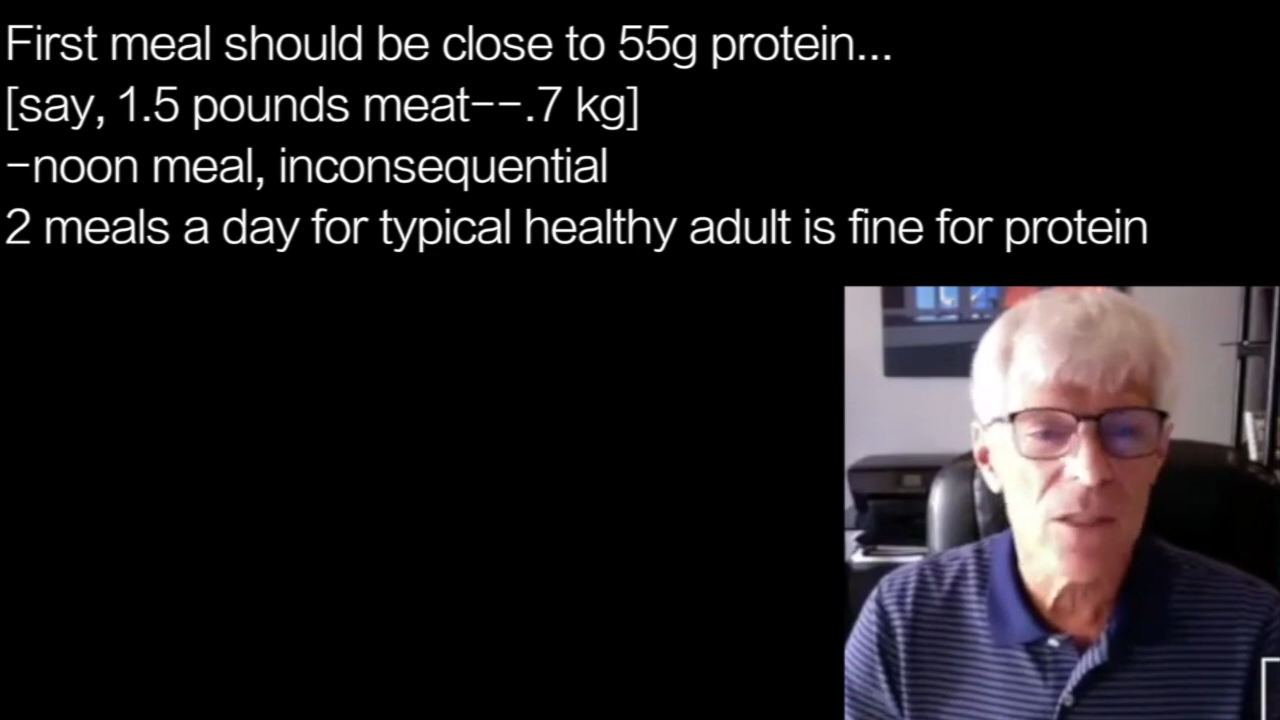 First meal should be close to 55g protein...
[say, 1.5 pounds meat--.7 kg]
-noon meal, inconsequential
2 meals a day for typical healthy adult is fine for protein